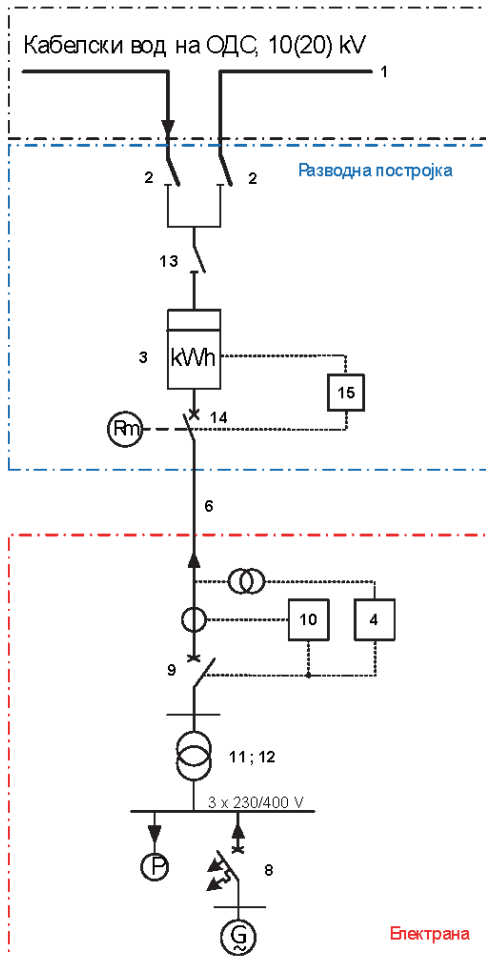 Кабелски вод на ОДС, 10(20) kV
1
Разводна постројка
2
2
13
3
kWh
15
14
Rm
6
10
4
9
11 ; 12
3 x 230/400 V
P
8
G
~
Електрана